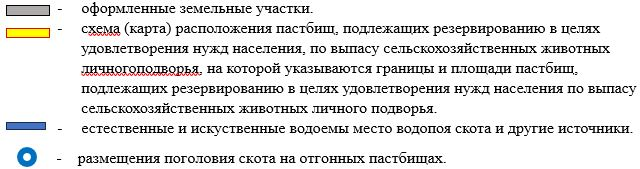 - оформленные земельные участки.
- схема (карта) расположения пастбищ, подлежащих резервированию в целях
удовлетворения нужд населения, по выпасу сельскохозяйственных животных
личногоподворья, на которой указываются границы и площади пастбищ,
подлежащих резервированию в целях удовлетворения нужд населения по выпасу
сельскохозяйственных животных личного подворья.
- естественные и искуственные водоемы место водопоя скота и другие источники.
- размещения поголовия скота на отгонных пастбищах.